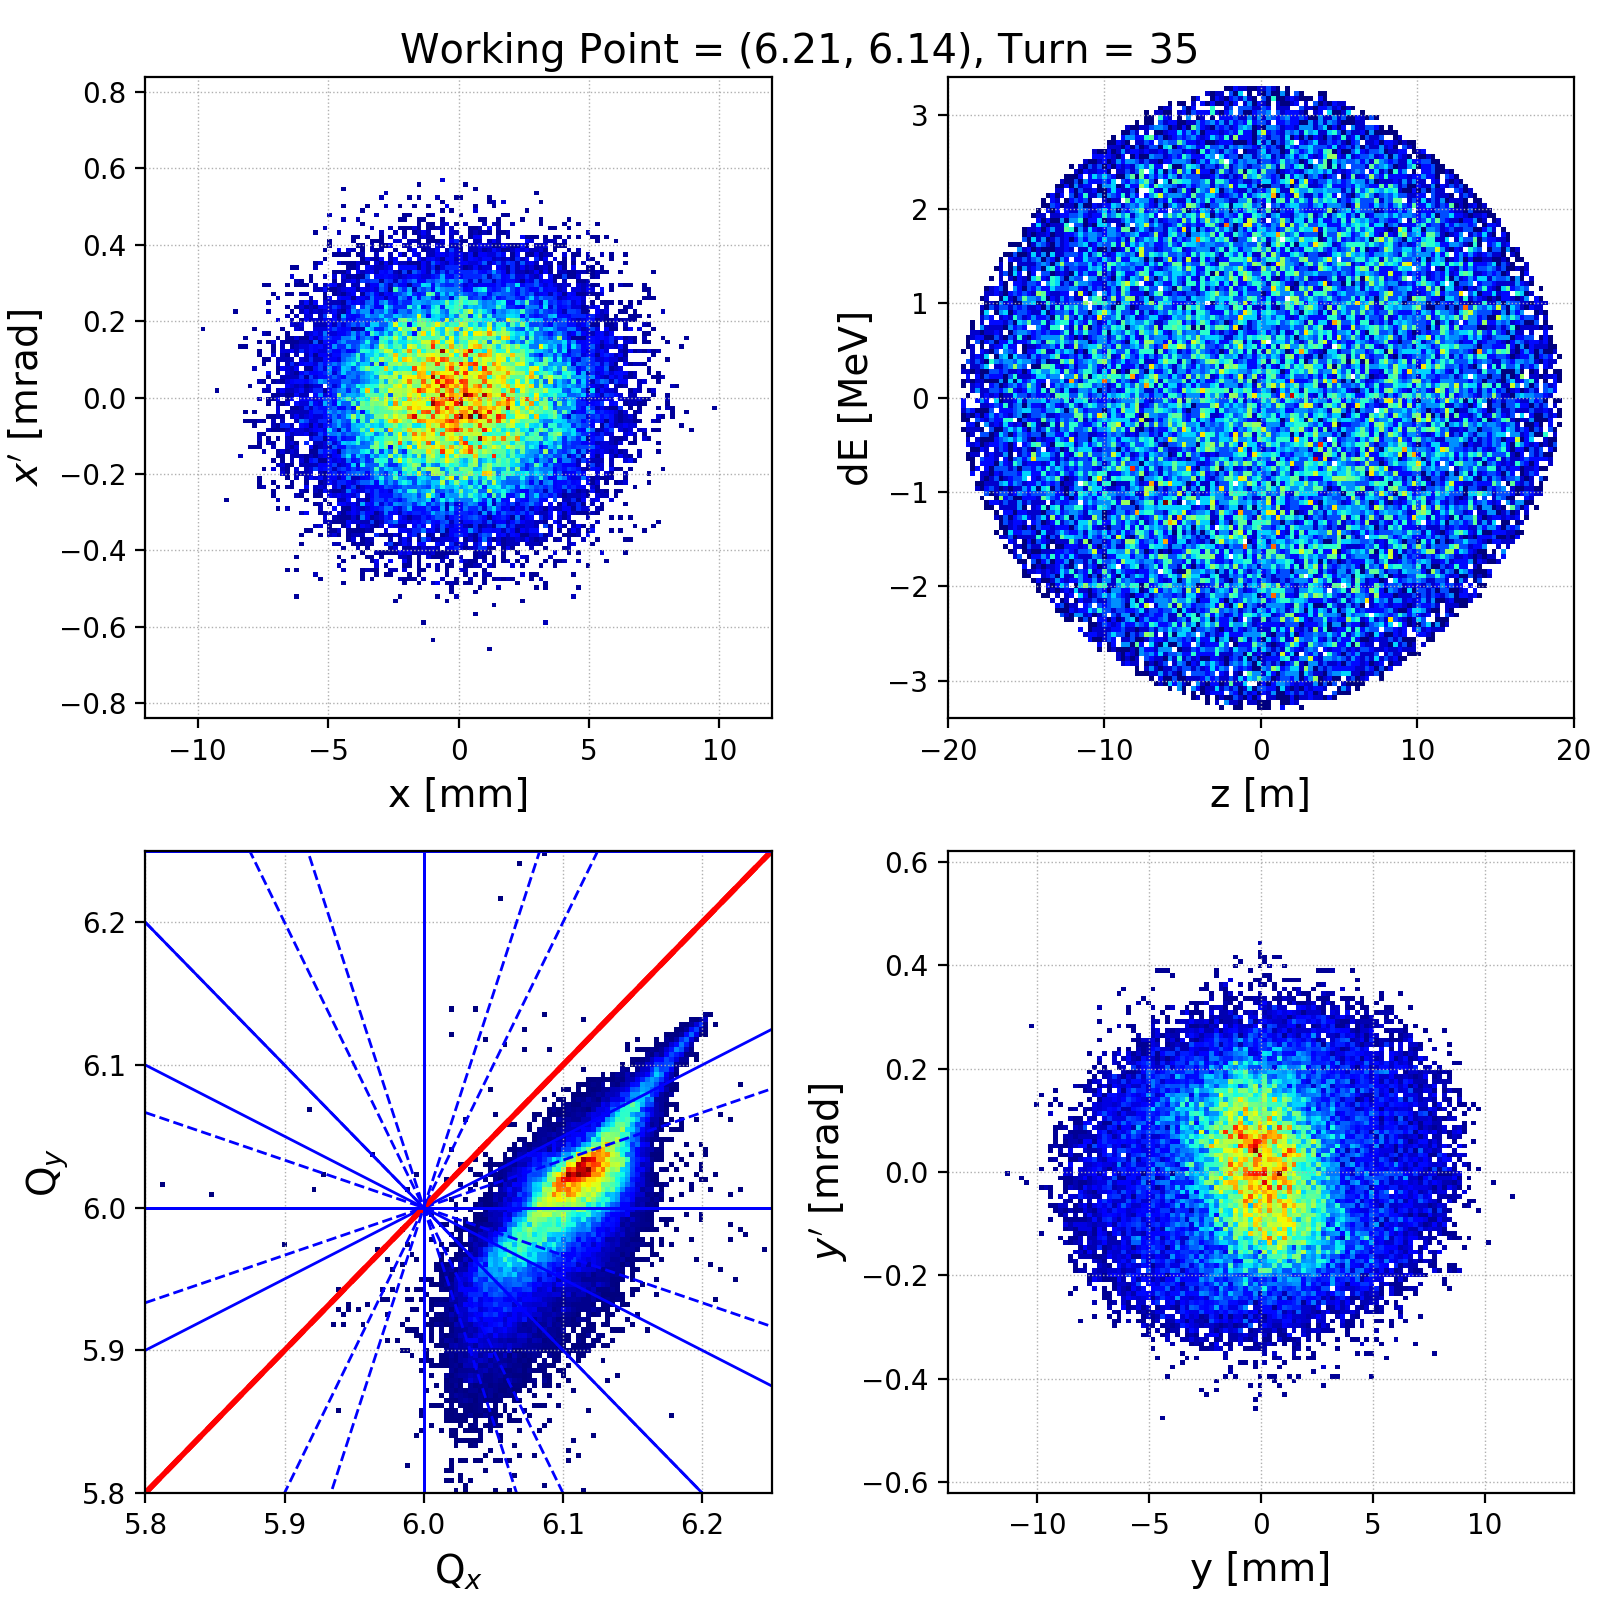 Working Point = (6.21, 6.14), Turn = 35
0.8
0.6
0.4
0.2
0.0
−0.2
−0.4
−0.6
−0.8
x′ [mrad]
−10 −5 0 5 10
x [mm]
3
2
1
0
−1
−2
−3
dE [MeV]
−20 −10 0 10 20
z [m]
6.2
6.1
6.0
5.9
5.8
Qy
5.8 5.9 6.0 6.1 6.2
Qx
0.6
0.4
0.2
0.0
−0.2
−0.4
−0.6
y′ [mrad]
−10 −5 0 5 10
y [mm]